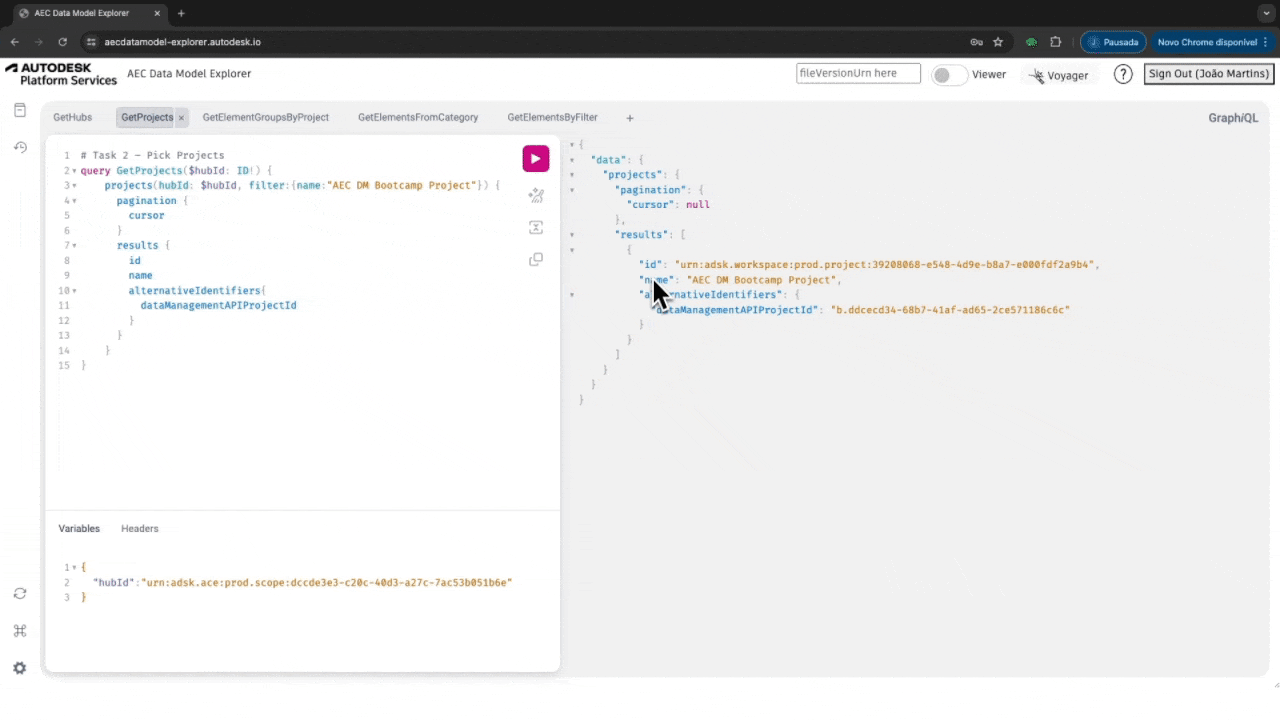 AEC Data Model Explorer
aecdatamodel-explorer.autodesk.io
Pausada
Novo Chrome disponível
AUTODESK
Platform Services
AEC Data Model Explorer
fileVersionUrn here
Viewer
Voyager
?
Sign Out (João Martins)
GetHubs
GetProjects
GetElementGroupsByProject
GetElementsFromCategory
GetElementsByFilter
+
GraphiQL
1 # Task 2 – Pick Projects
2 query GetProjects($hubId: ID!) {
3 projects(hubId: $hubId, filter:{name:"AEC DM Bootcamp Project"}) {
4 pagination {
5 cursor
6 }
7 results {
8 id
9 name
10 alternativeIdentifiers{
11 dataManagementAPIProjectId
12 }
13 }
14 }
15 }
{
"data": {
"projects": {
"pagination": {
"cursor": null
},
"results": [
{
"id": "urn:adsk.workspace:prod.project:39208068-e548-4d9e-b8a7-e000fdf2a9b4",
"name": "AEC DM Bootcamp Project",
"alternativeIdentifiers": {
"dataManagementAPIProjectId": "b.ddcecd34-68b7-41af-ad65-2ce571186c6c"
}
}
]
}
}
}
Variables
Headers
1 {
2 "hubId":"urn:adsk.ace:prod.scope:dccde3e3-c20c-40d3-a27c-7ac53b051b6e"
3 }